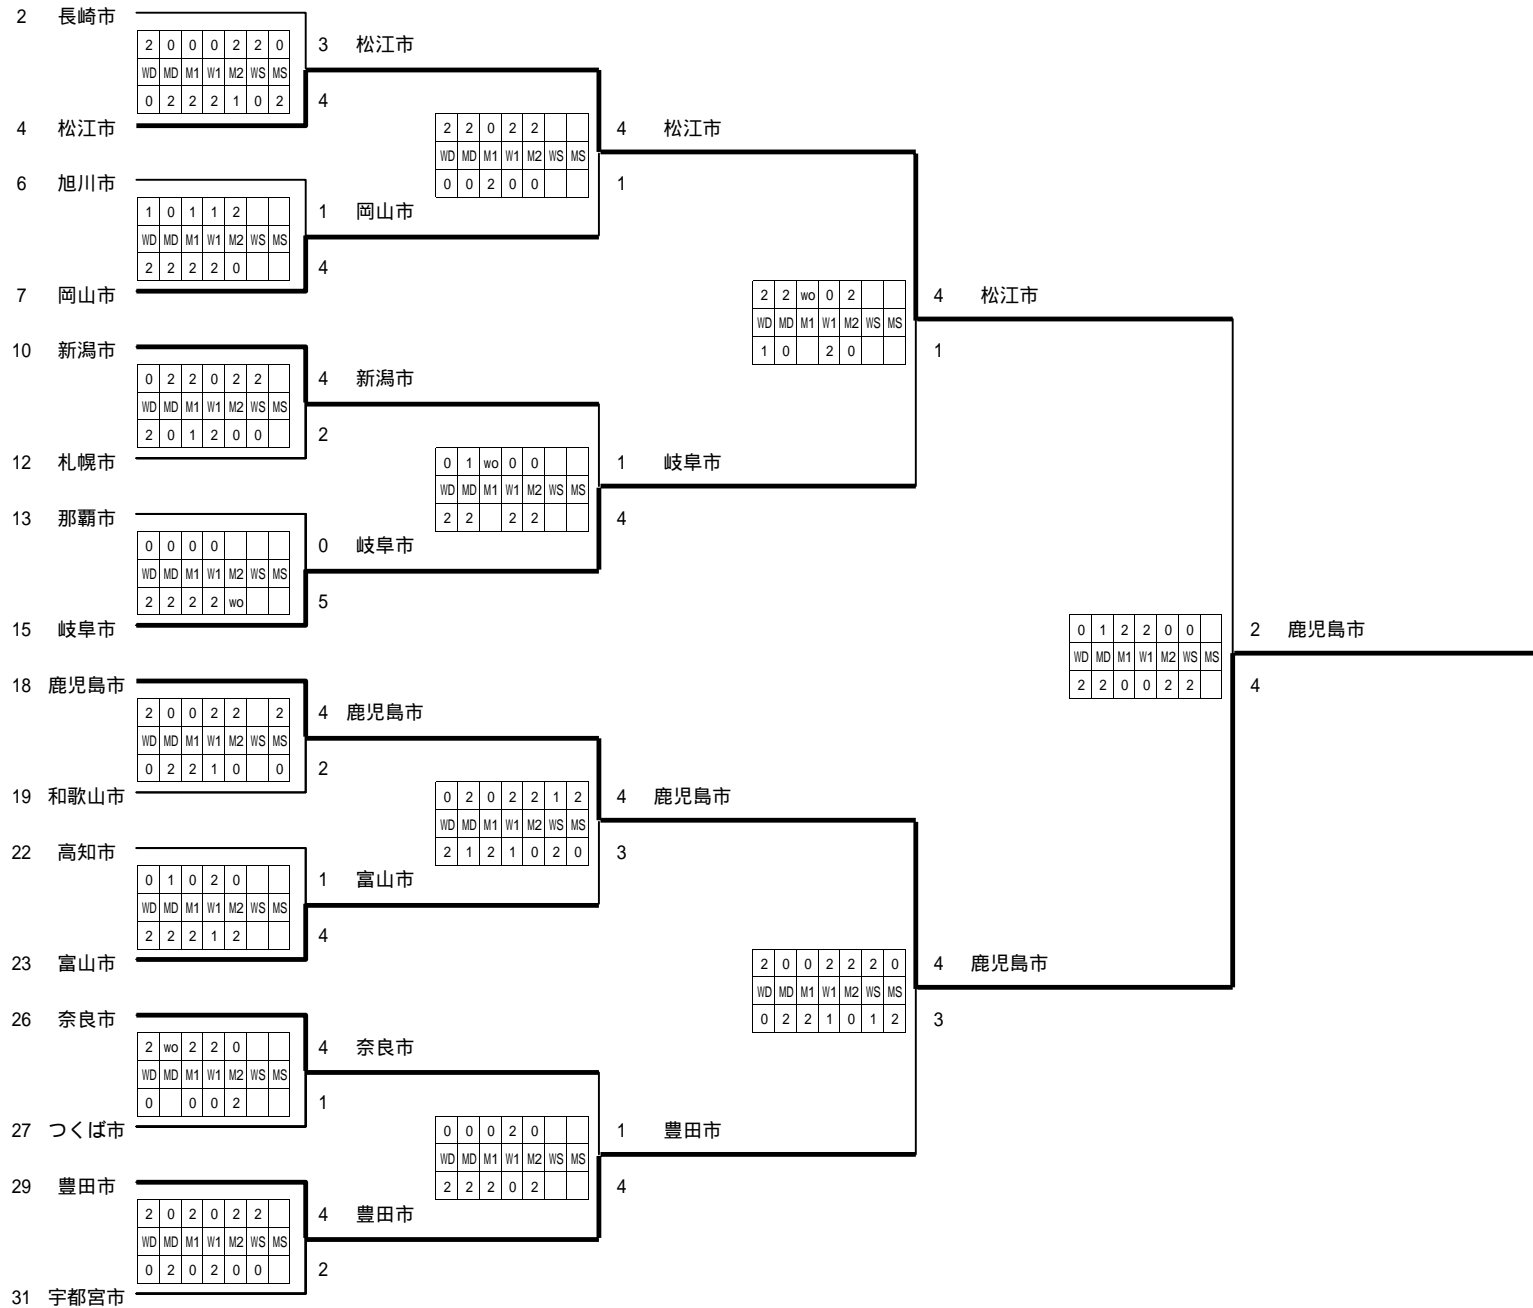 2 長崎市
2 0 0 0 2 2 0
3 松江市
WD MD M1 W1 M2 WS MS
0 2 2 2 1 0 2
4
4 松江市
2 2 0 2 2
4 松江市
WD MD M1 W1 M2 WS MS
0 0 2 0 0
1
6 旭川市
1 0 1 1 2
1 岡山市
WD MD M1 W1 M2 WS MS
2 2 2 2 0
4
7 岡山市
2 2 wo 0 2
4 松江市
WD MD M1 W1 M2 WS MS
1 0 2 0
1
10 新潟市
0 2 2 0 2 2
4 新潟市
WD MD M1 W1 M2 WS MS
2 0 1 2 0 0
2
12 札幌市
0 1 wo 0 0
1 岐阜市
WD MD M1 W1 M2 WS MS
2 2 2 2
4
13 那覇市
0 0 0 0
0 岐阜市
WD MD M1 W1 M2 WS MS
2 2 2 2 wo
5
15 岐阜市
0 1 2 2 0 0
2 鹿児島市
WD MD M1 W1 M2 WS MS
2 2 0 0 2 2
4
18 鹿児島市
2 0 0 2 2 2
4 鹿児島市
WD MD M1 W1 M2 WS MS
0 2 2 1 0 0
2
19 和歌山市
0 2 0 2 2 1 2
4 鹿児島市
WD MD M1 W1 M2 WS MS
2 1 2 1 0 2 0
3
22 高知市
0 1 0 2 0
1 富山市
WD MD M1 W1 M2 WS MS
2 2 2 1 2
4
23 富山市
2 0 0 2 2 2 0
4 鹿児島市
WD MD M1 W1 M2 WS MS
0 2 2 1 0 1 2
3
26 奈良市
2 wo 2 2 0
4 奈良市
WD MD M1 W1 M2 WS MS
0 0 0 2
1
27 つくば市
0 0 0 2 0
1 豊田市
WD MD M1 W1 M2 WS MS
2 2 2 0 2
4
29 豊田市
2 0 2 0 2 2
4 豊田市
WD MD M1 W1 M2 WS MS
0 2 0 2 0 0
2
31 宇都宮市